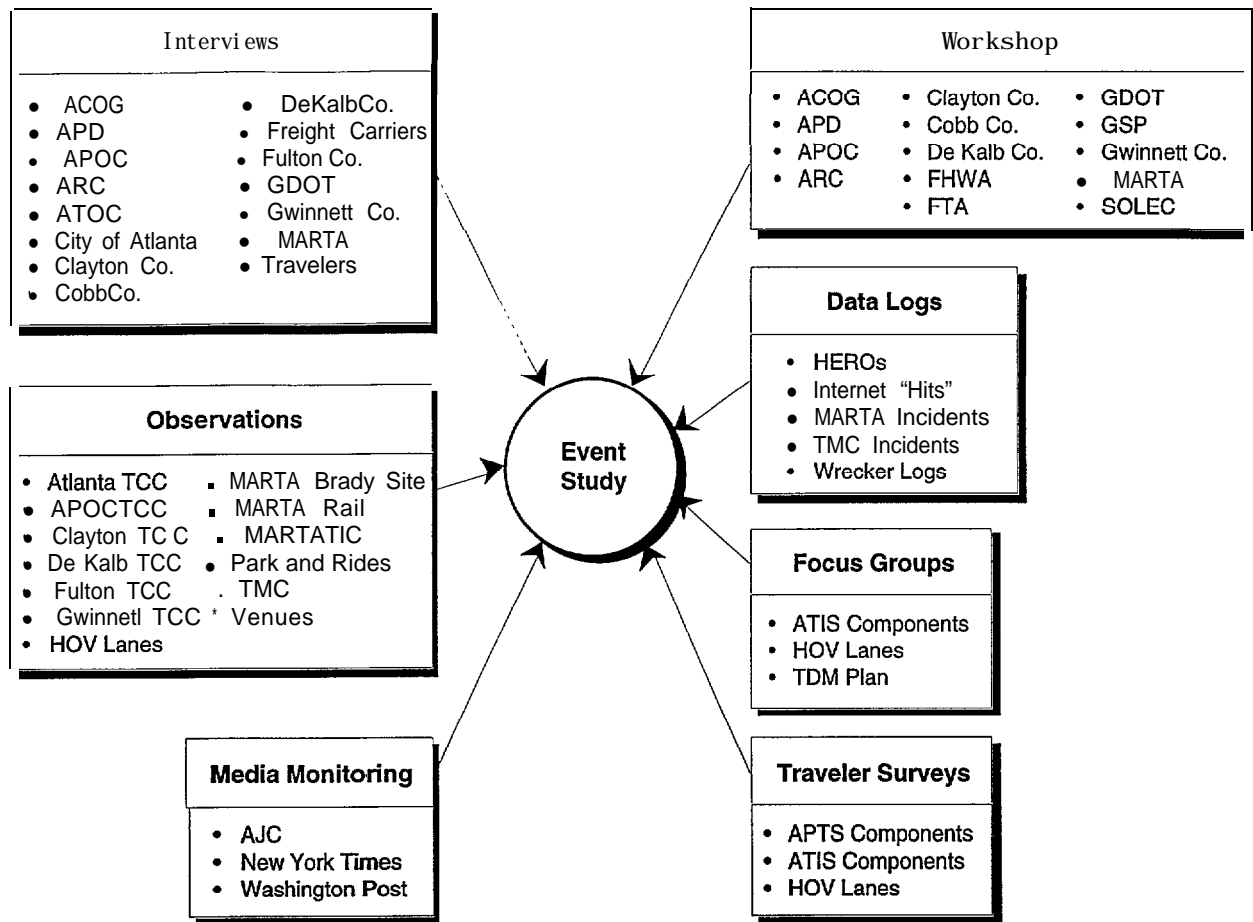 Interviews
• ACOG
• APD
• APOC
• ARC
• ATOC
• City of Atlanta
• Clayton Co.
• CobbCo.
• DeKalbCo.
• Freight Carriers
• Fulton Co.
• GDOT
• Gwinnett Co.
• MARTA
• Travelers
Workshop
• ACOG
• APD
• APOC
• ARC
• Clayton Co.
• Cobb Co.
• De Kalb Co.
• FHWA
• FTA
• GDOT
• GSP
• Gwinnett Co.
• MARTA
• SOLEC
Observations
• Atlanta TCC
• APOCTCC
• Clayton TC C
• De Kalb TCC
• Fulton TCC
• Gwinnetl TCC
• HOV Lanes
▪ MARTA Brady Site
▪ MARTA Rail
▪ MARTATIC
• Park and Rides
. TMC
* Venues
Event
Study
Data Logs
• HEROs
• Internet “Hits”
• MARTA Incidents
• TMC Incidents
• Wrecker Logs
Focus Groups
• ATIS Components
• HOV Lanes
• TDM Plan
Media Monitoring
• AJC
• New York Times
• Washington Post
Traveler Surveys
• APTS Components
• ATIS Components
• HOV Lanes